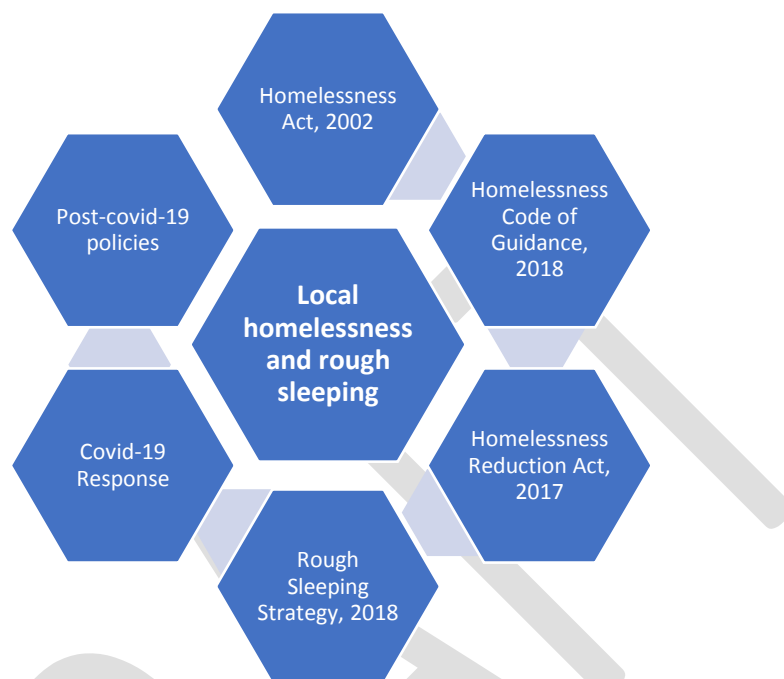 Homelessness
Act, 2002
Homelessness
Code of
Guidance,
2018
Homelessness
Reduction Act,
2017
Rough
Sleeping
Strategy, 2018
Covid-19
Response
Post-covid-19
policies
Local
homelessness
and rough
sleeping